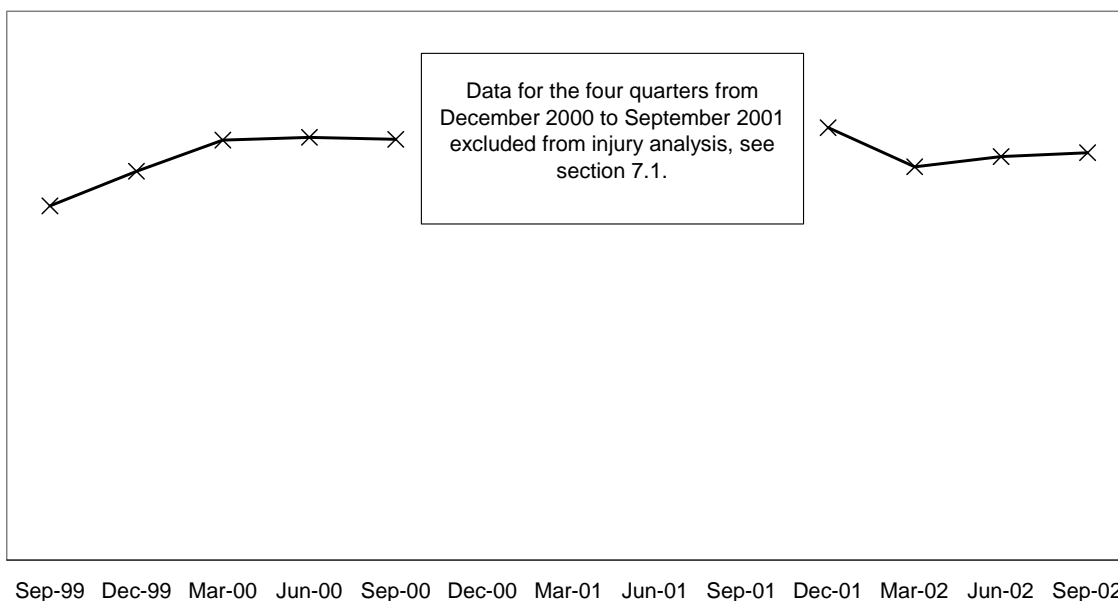 Data for the four quarters from
December 2000 to September 2001
excluded from injury analysis, see
section 7.1.
Sep-99 Dec-99 Mar-00 Jun-00 Sep-00 Dec-00 Mar-01 Jun-01 Sep-01 Dec-01 Mar-02 Jun-02 Sep-02